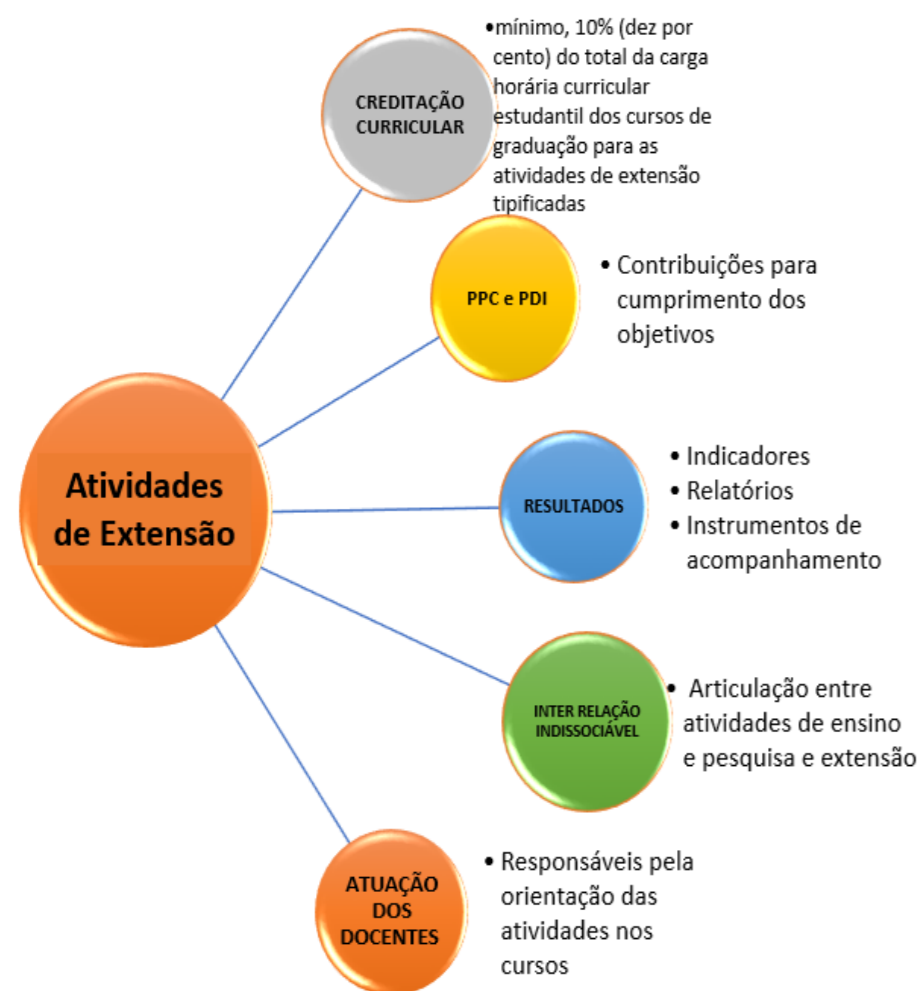 •mínimo, 10% (dez por
cento) do total da carga
horária curricular
estudantil dos cursos de
graduação para as
atividades de extensão
tipificadas
CREDITAÇÃO
CURRICULAR
PPC e PDI
• Contribuições para
cumprimento dos
objetivos
Atividades
de Extensão
RESULTADOS
• Indicadores
• Relatórios
• Instrumentos de
acompanhamento
INTER RELAÇÃO
INDISSOCIÁVEL
• Articulação entre
atividades de ensino
e pesquisa e extensão
ATUAÇÃO
DOS
DOCENTES
• Responsáveis pela
orientação das
atividades nos
cursos